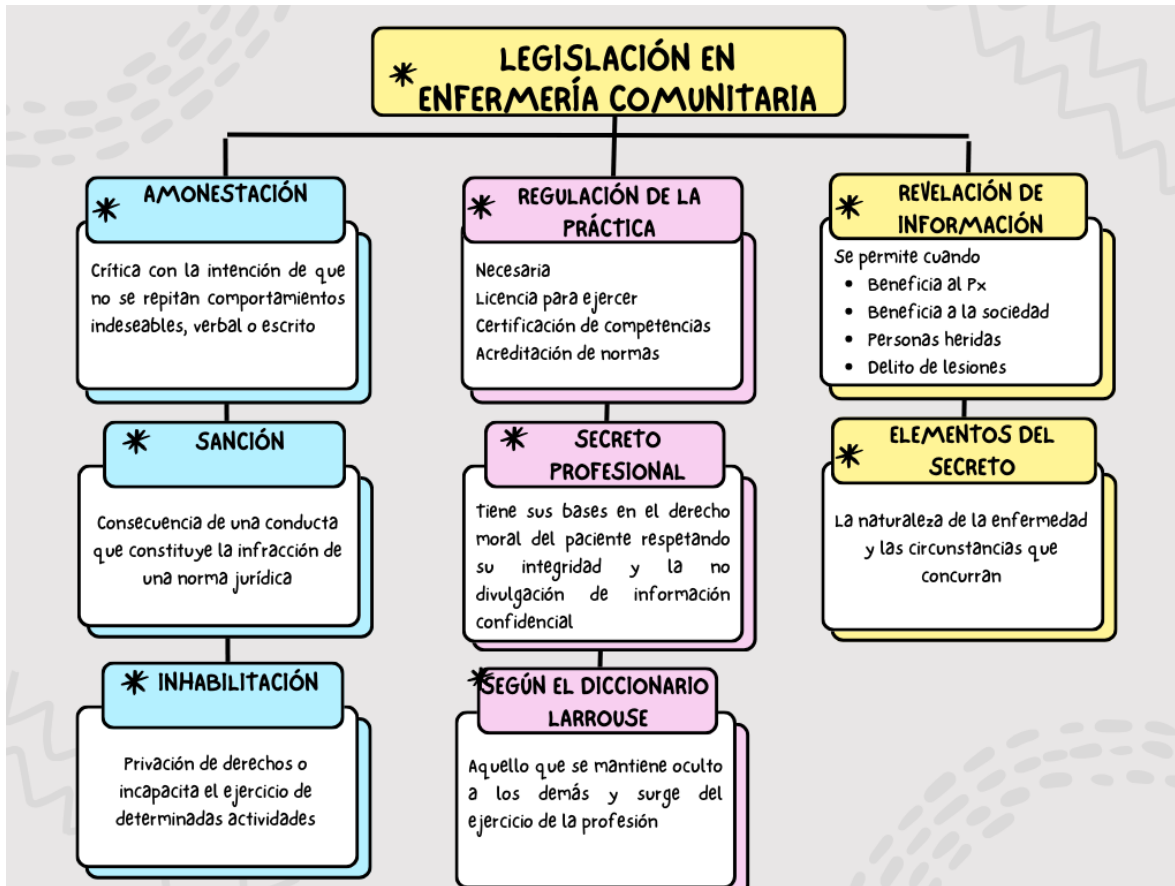 LEGISLACIÓN EN
ENFERMERÍA COMUNITARIA
AMONESTACIÓN
Crítica con la intención de que
no se repitan comportamientos
indeseables, verbal o escrito
SANCIÓN
Consecuencia de una conducta
que constituye la infracción de
una norma jurídica
INHABILITACIÓN
Privación de derechos o
incapacita el ejercicio de
determinadas actividades
REGULACIÓN DE LA
PRÁCTICA
Necesaria
Licencia para ejercer
Certificación de competencias
Acreditación de normas
SECRETO
PROFESIONAL
Tiene sus bases en el derecho
moral del paciente respetando
su integridad y la no
divulgación de información
confidencial
SEGÚN EL DICCIONARIO
LARROUSE
Aquello que se mantiene oculto
a los demás y surge del
ejercicio de la profesión
REVELACIÓN DE
INFORMACIÓN
Se permite cuando
• Beneficia al Px
• Beneficia a la sociedad
• Personas heridas
• Delito de lesiones
ELEMENTOS DEL
SECRETO
La naturaleza de la enfermedad
y las circunstancias que
concurran